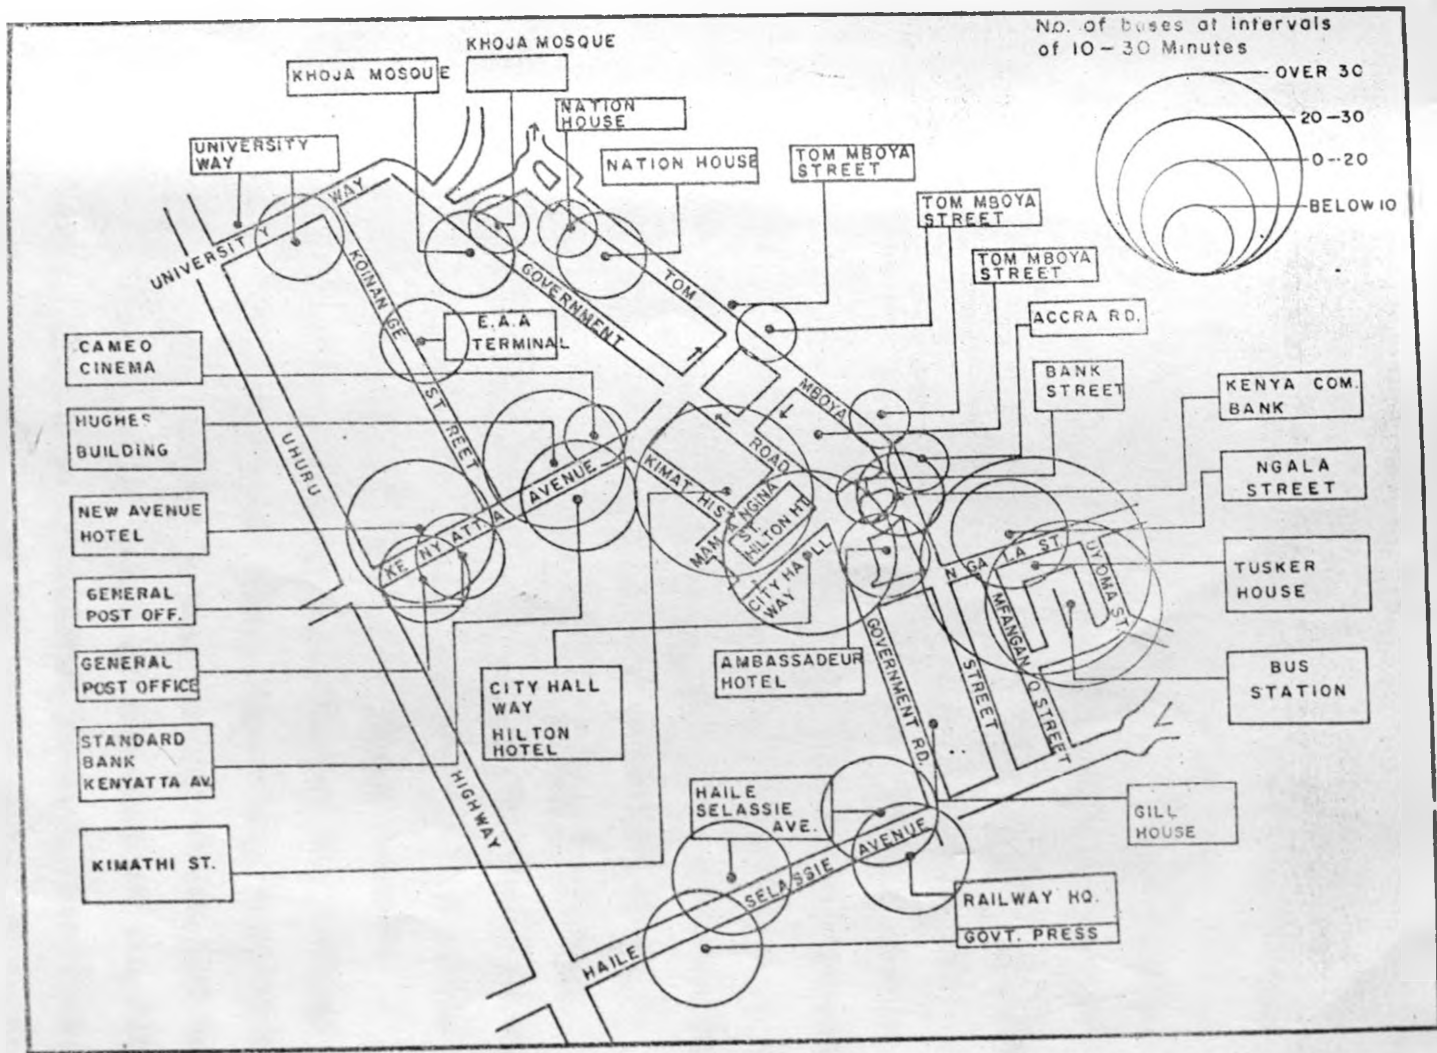 No. of buses at intervals
of 10-30 Minutes
OVER 30
20-30
0-20
BELOW 10
KHOJA MOSQUE
KHOJA MOSQUE
NATION
HOUSE
UNIVERSITY
WAY
NATION HOUSE
TOM MBOYA
STREET
TOM MBOYA
STREET
TOM MBOYA
STREET
ACCRA RD.
BANK
STREET
KENYA COM.
BANK
NGALA
STREET
TUSKER
HOUSE
BUS
STATION
GILL
HOUSE
RAILWAY HQ.
GOVT. PRESS
HAILE
SELASSIE
AVE.
AMBASSADEUR
HOTEL
CITY HALL
WAY
HILTON
HOTEL
E.A.A
TERMINAL
CAMEO
CINEMA
HUGHES
BUILDING
NEW AVENUE
HOTEL
GENERAL
POST OFF.
GENERAL
POST OFFICE
STANDARD
BANK
KENYATTA AV.
KIMATHI ST.
UNIVERSITY WAY
KOINANGE STREET
GOVERNMENT
TOM MBOYA STREET
UHURU HIGHWAY
KENYATTA AVENUE
KIMATHI S
MAM NGINA
ST
ROAD
HILTON HTL
CITY HALL
WAY
NGALA ST
UYOMA ST.
MFANGANO STREET
GOVERNMENT RD.
HAILE SELASSIE AVENUE